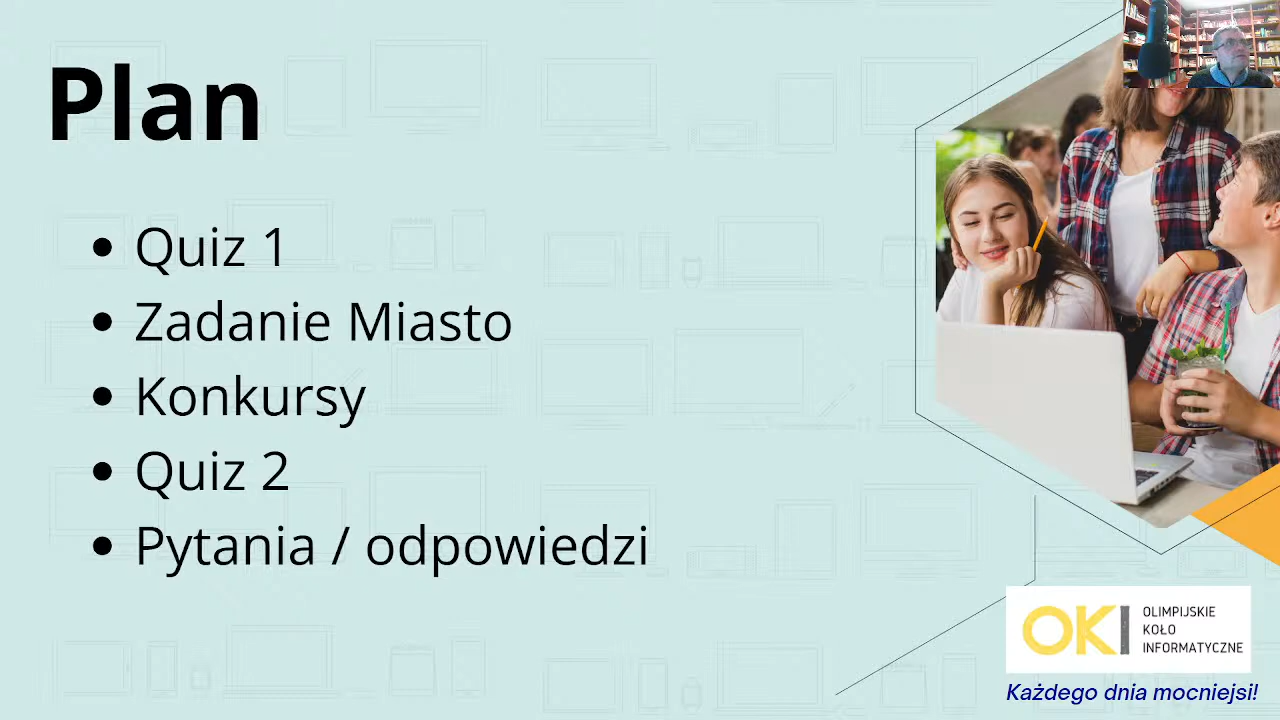 Plan
Quiz 1
Zadanie Miasto
Konkursy
Quiz 2
Pytania / odpowiedzi
OKI
OLIMPIJSKIE
KOŁO
INFORMATYCZNE
Każdego dnia mocniejsi!